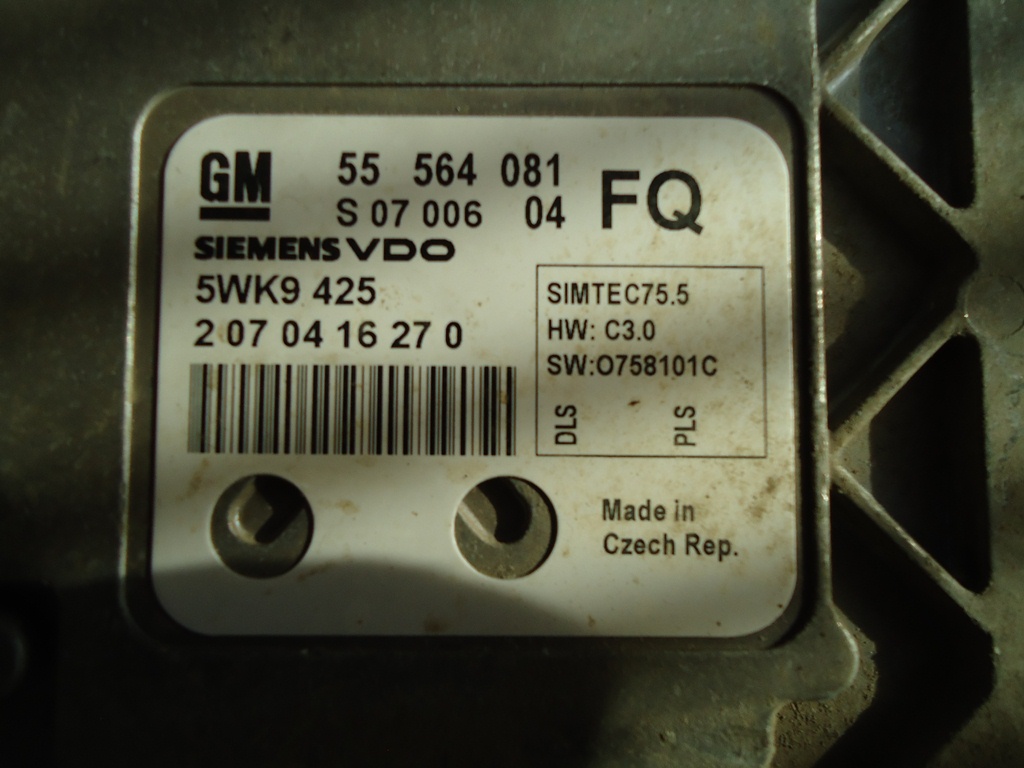 GM 55 564 081 FQ
S 07 006 04
SIEMENS VDO
5WK9 425
2 07 04 16 27 0
SIMTEC75.5
HW: C3.0
SW:O758101C
DLS PLS
Made in
Czech Rep.